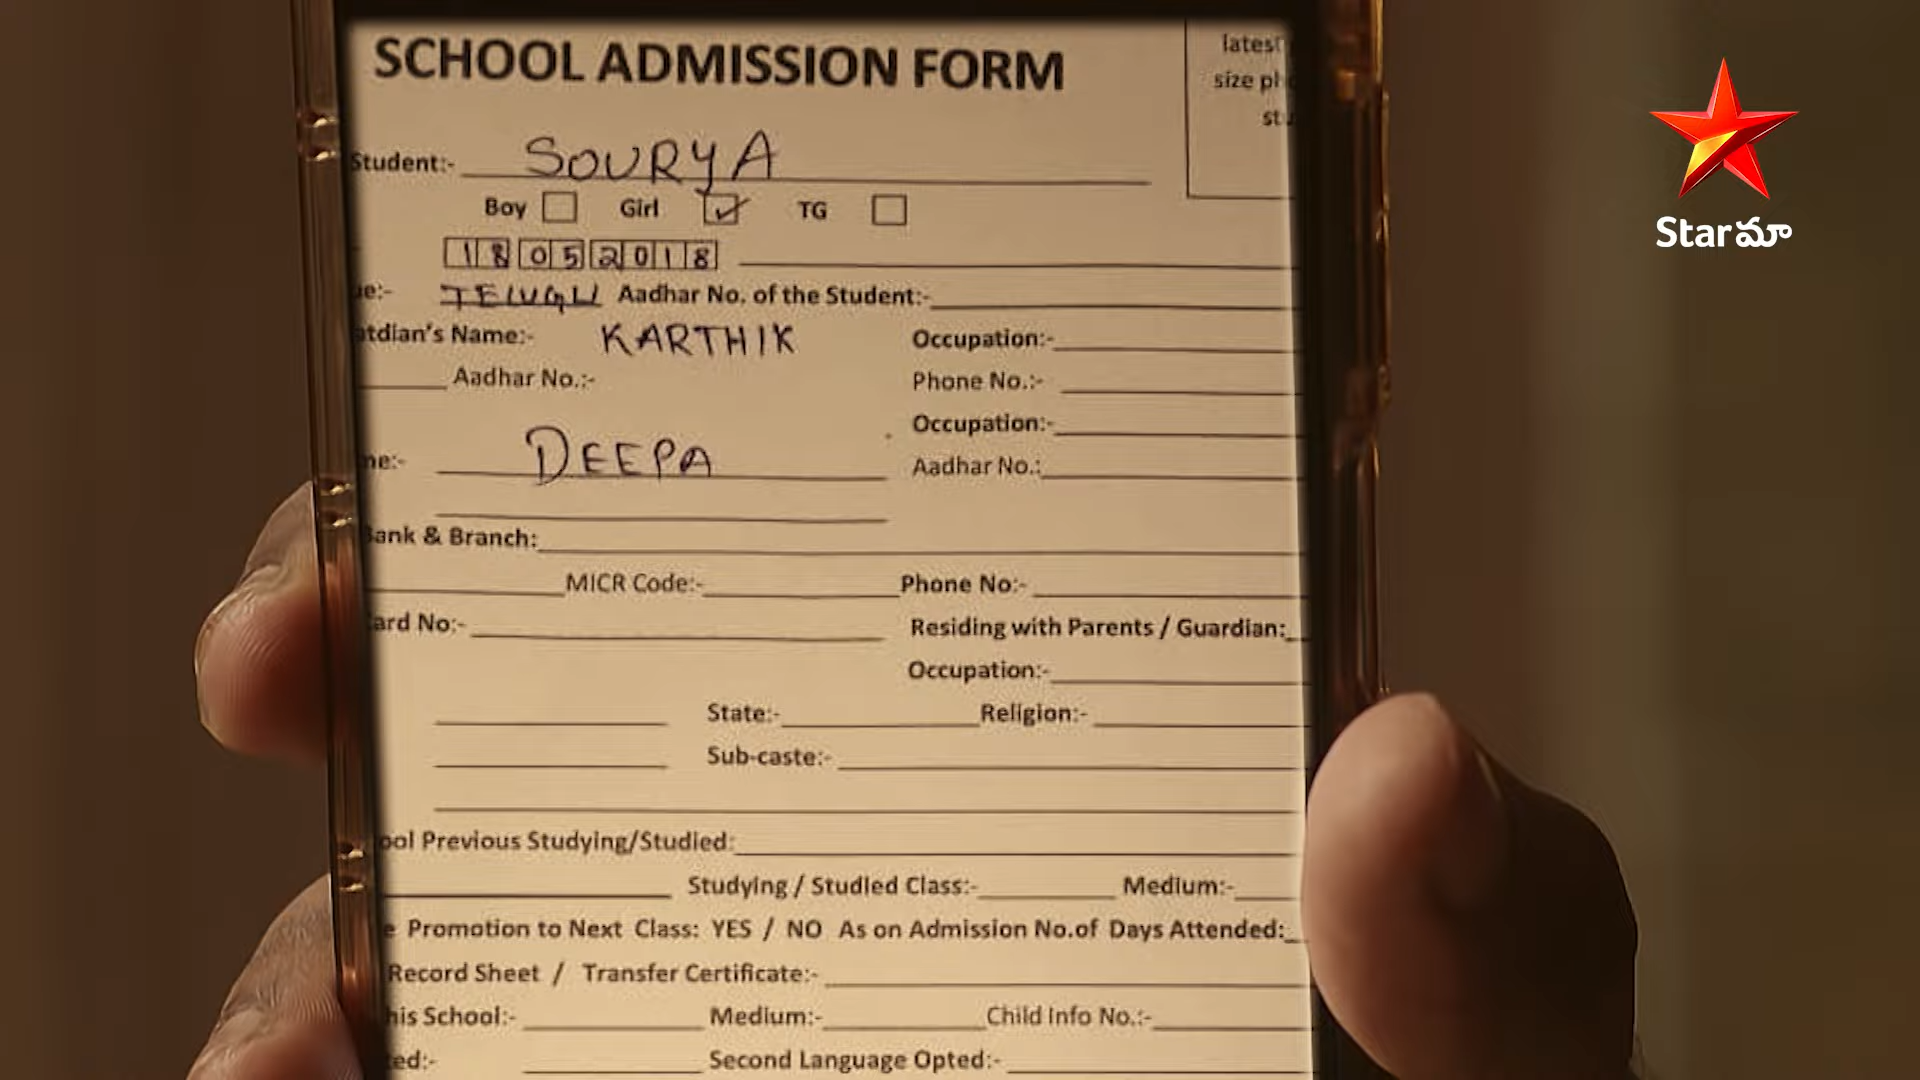 SCHOOL ADMISSION FORM
latest
size
Student:- SOURYA
Boy Girl TG
18052018
TELUGU Aadhar No. of the Student:-
Name:- KARTHIK Occupation:-
Aadhar No.:- Phone No.:-
Occupation:-
DEEPA Aadhar No.:
Bank & Branch:
MICR Code:- Phone No:-
No:- Residing with Parents / Guardian:
Occupation:-
State:- Religion:-
Sub-caste:-
Previous Studying/Studied:
Studying / Studied Class:- Medium:-
Promotion to Next Class: YES / NO As on Admission No.of Days Attended:
Record Sheet / Transfer Certificate:-
School:- Medium:- Child Info No.:-
Second Language Opted:-
Star మా